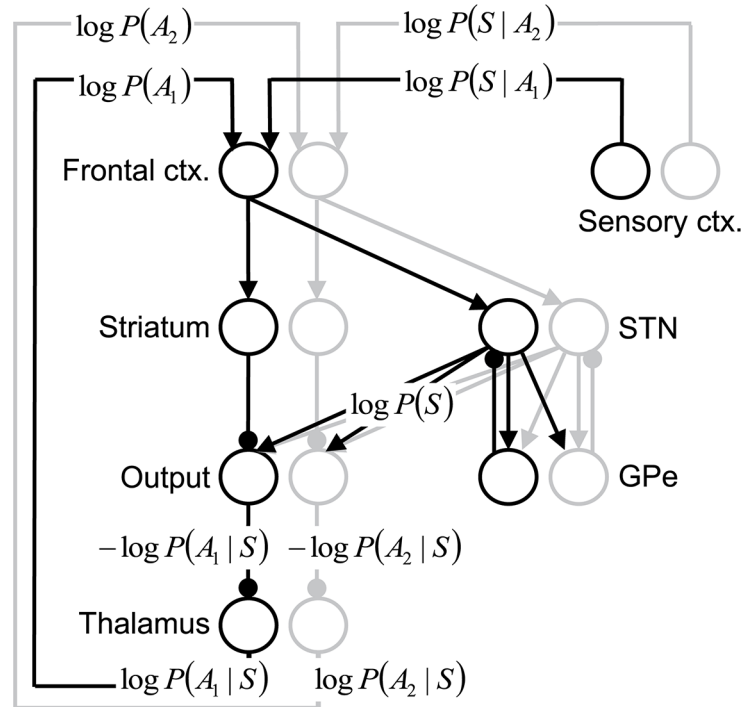 log P(A₂) log P(S | A₂)
log P(A₁) log P(S | A₁)
Frontal ctx.
Sensory ctx.
Striatum STN
log P(S)
Output GPe
−log P(A₁ | S) −log P(A₂ | S)
Thalamus
log P(A₁ | S) log P(A₂ | S)